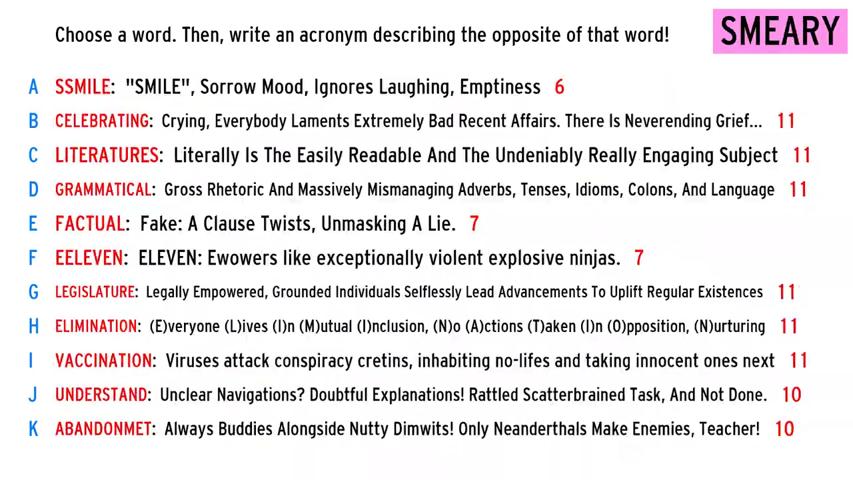 Choose a word. Then, write an acronym describing the opposite of that word!
SMEARY
A SSMILE: "SMILE", Sorrow Mood, Ignores Laughing, Emptiness 6
B CELEBRATING: Crying, Everybody Laments Extremely Bad Recent Affairs. There Is Neverending Grief... 11
C LITERATURES: Literally Is The Easily Readable And The Undeniably Really Engaging Subject 11
D GRAMMATICAL: Gross Rhetoric And Massively Mismanaging Adverbs, Tenses, Idioms, Colons, And Language 11
E FACTUAL: Fake: A Clause Twists, Unmasking A Lie. 7
F EELEVEN: ELEVEN: Ewowers like exceptionally violent explosive ninjas. 7
G LEGISLATURE: Legally Empowered, Grounded Individuals Selflessly Lead Advancements To Uplift Regular Existences 11
H ELIMINATION: (E)veryone (L)ives (I)n (M)utual (I)nclusion, (N)o (A)ctions (T)aken (I)n (O)pposition, (N)urturing 11
I VACCINATION: Viruses attack conspiracy cretins, inhabiting no-lifes and taking innocent ones next 11
J UNDERSTAND: Unclear Navigations? Doubtful Explanations! Rattled Scatterbrained Task, And Not Done. 10
K ABANDONMET: Always Buddies Alongside Nutty Dimwits! Only Neanderthals Make Enemies, Teacher! 10